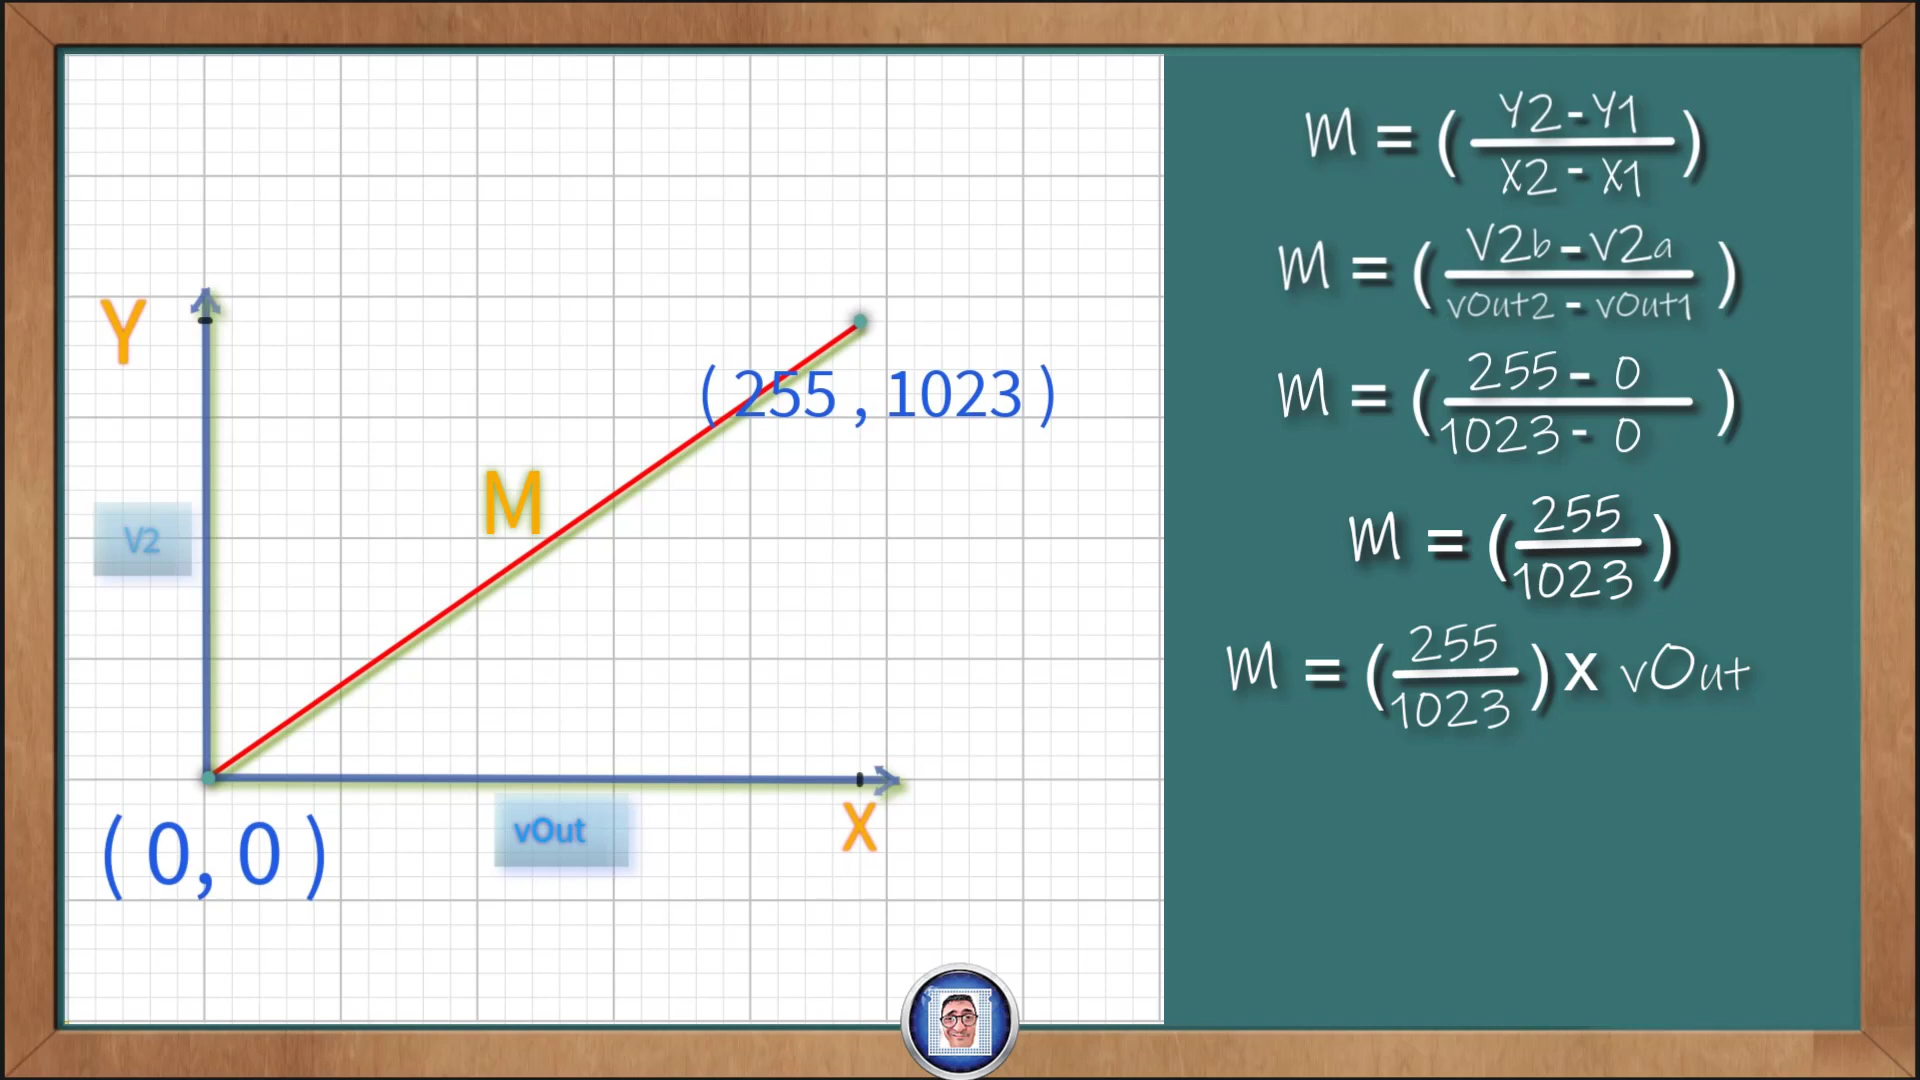 Y
( 255 , 1023 )
M
V2
vOut
X
( 0, 0 )
M = ( Y2 - Y1 / X2 - X1 )
M = ( V2b - V2a / vOut2 - vOut1 )
M = ( 255 - 0 / 1023 - 0 )
M = ( 255 / 1023 )
M = ( 255 / 1023 ) x vOut